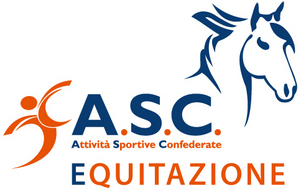 A.S.C.
Attività Sportive Confederate
EQUITAZIONE